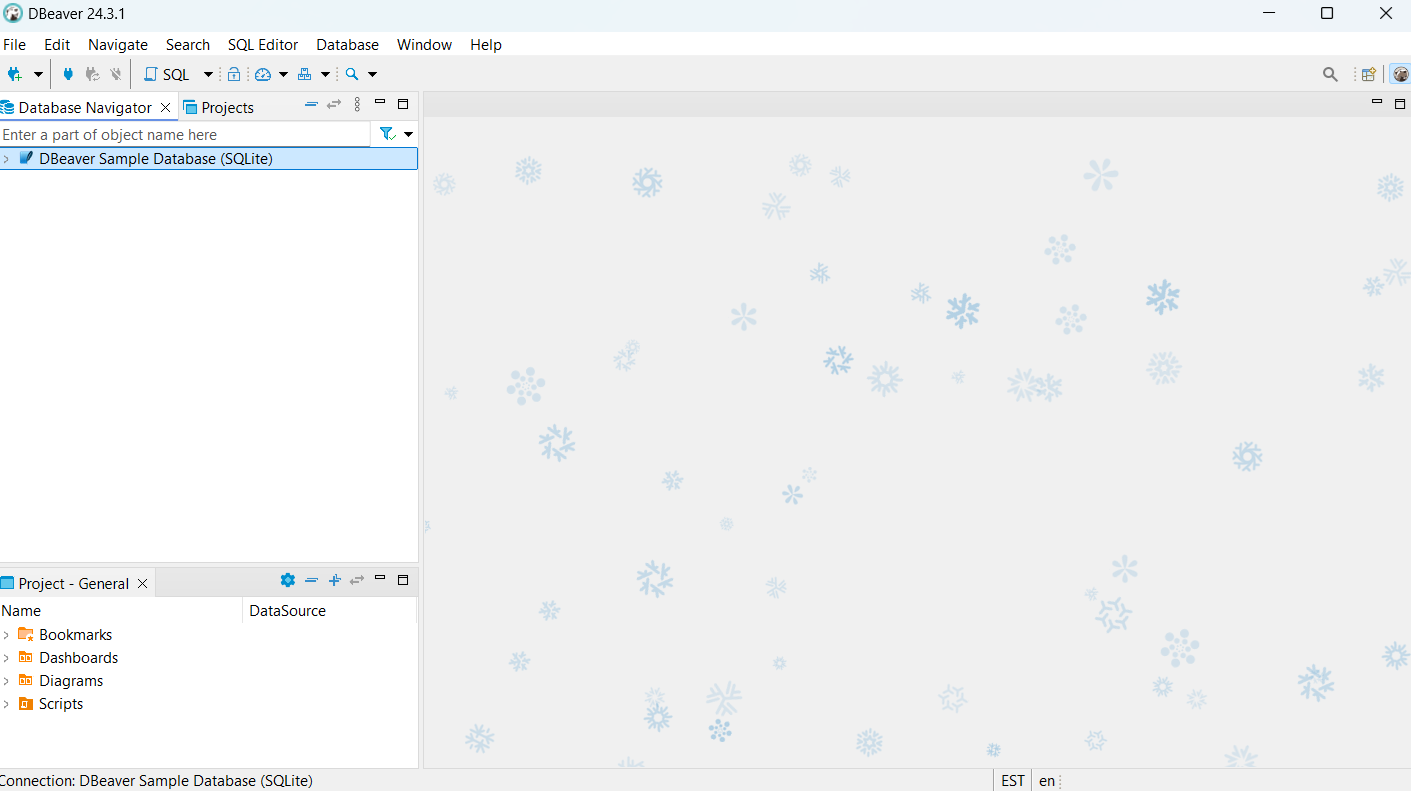 DBeaver 24.3.1
File Edit Navigate Search SQL Editor Database Window Help
SQL
Database Navigator Projects
Enter a part of object name here
DBeaver Sample Database (SQLite)
Project - General
Name DataSource
Bookmarks
Dashboards
Diagrams
Scripts
Connection: DBeaver Sample Database (SQLite) EST en